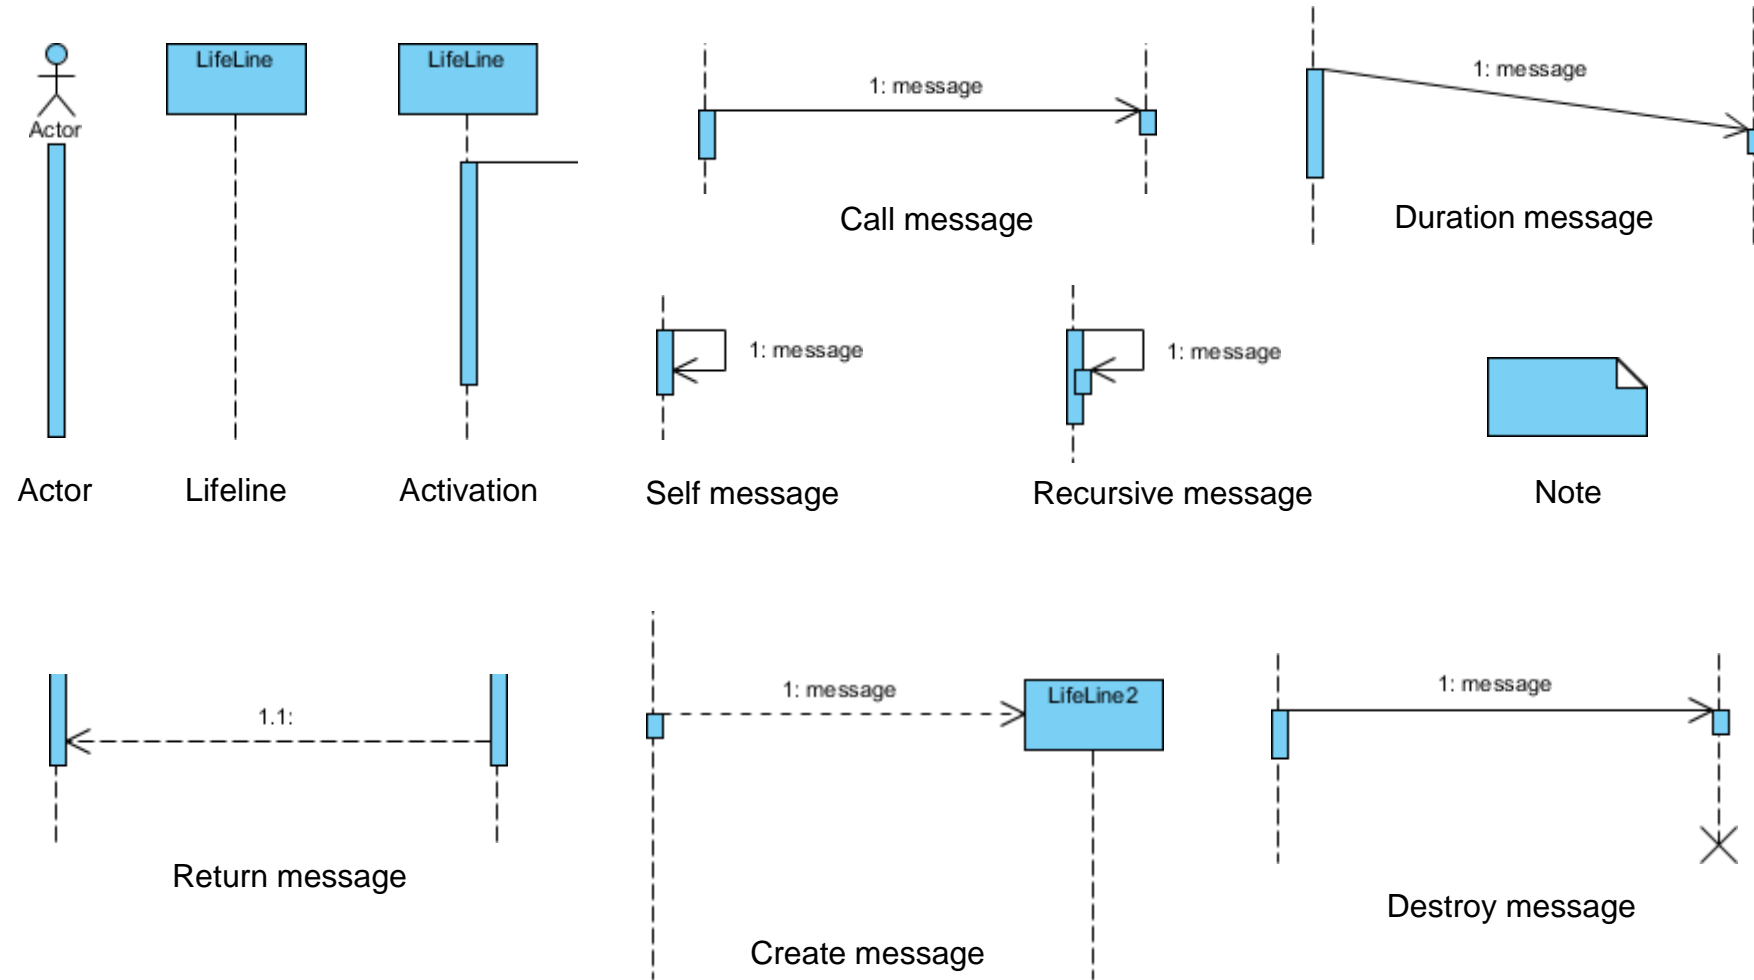 Actor
LifeLine
LifeLine
1: message
Call message
1: message
Duration message
1: message
1: message
Actor
Lifeline
Activation
Self message
Recursive message
Note
1.1:
Return message
1: message
LifeLine2
Create message
1: message
Destroy message